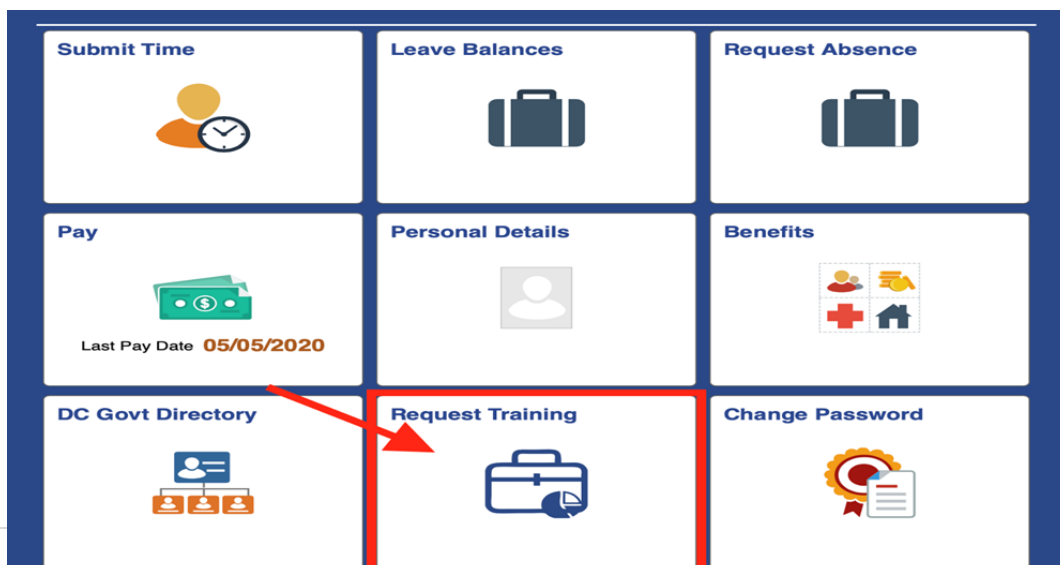 Submit Time
Leave Balances
Request Absence
Pay
Last Pay Date 05/05/2020
Personal Details
Benefits
DC Govt Directory
Request Training
Change Password